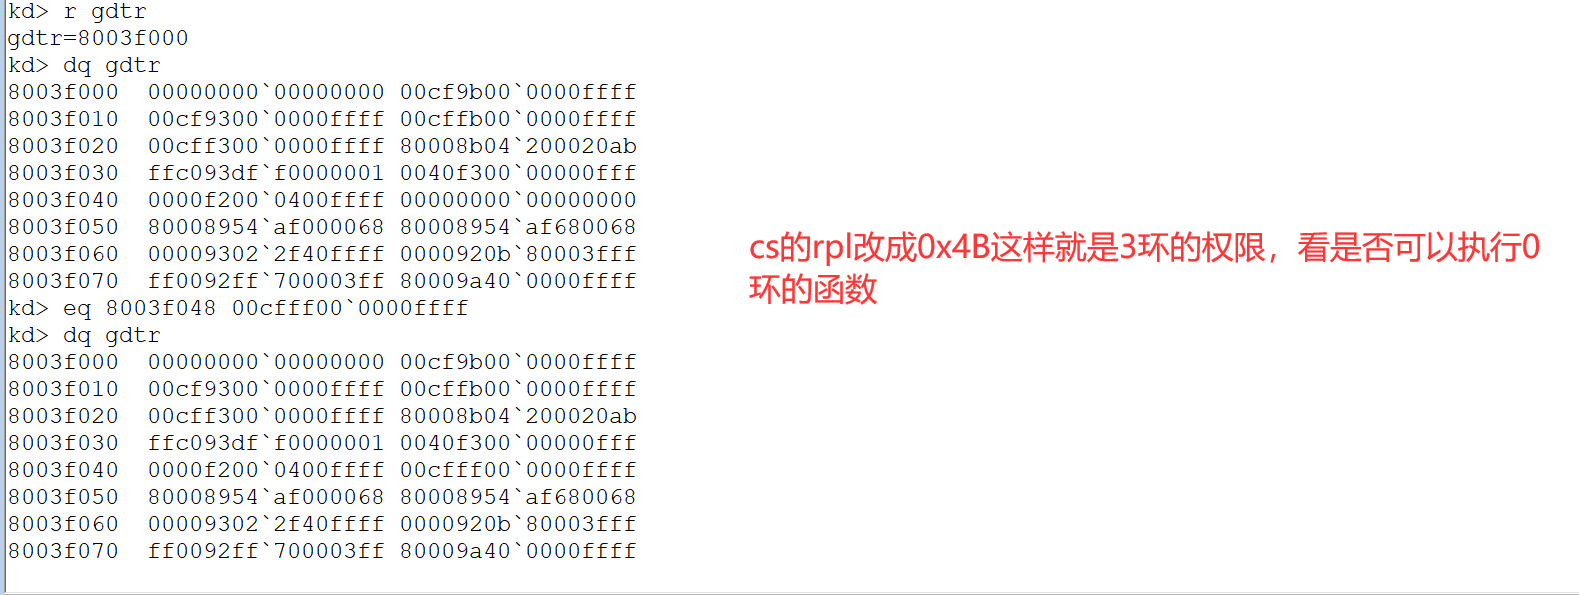 kd> r gdtr
gdtr=8003f000
kd> dq gdtr
8003f000  00000000`00000000 00cf9b00`0000ffff
8003f010  00cf9300`0000ffff 00cffb00`0000ffff
8003f020  00cff300`0000ffff 80008b04`200020ab
8003f030  ffc093df`f0000001 0040f300`00000fff
8003f040  0000f200`0400ffff 00000000`00000000
8003f050  80008954`af000068 80008954`af680068
8003f060  00009302`2f40ffff 0000920b`80003fff
8003f070  ff0092ff`700003ff 80009a40`0000ffff
kd> eq 8003f048 00cfff00`0000ffff
kd> dq gdtr
8003f000  00000000`00000000 00cf9b00`0000ffff
8003f010  00cf9300`0000ffff 00cffb00`0000ffff
8003f020  00cff300`0000ffff 80008b04`200020ab
8003f030  ffc093df`f0000001 0040f300`00000fff
8003f040  0000f200`0400ffff 00cfff00`0000ffff
8003f050  80008954`af000068 80008954`af680068
8003f060  00009302`2f40ffff 0000920b`80003fff
8003f070  ff0092ff`700003ff 80009a40`0000ffff
cs的rpl改成0x4B这样就是3环的权限，看是否可以执行0
环的函数